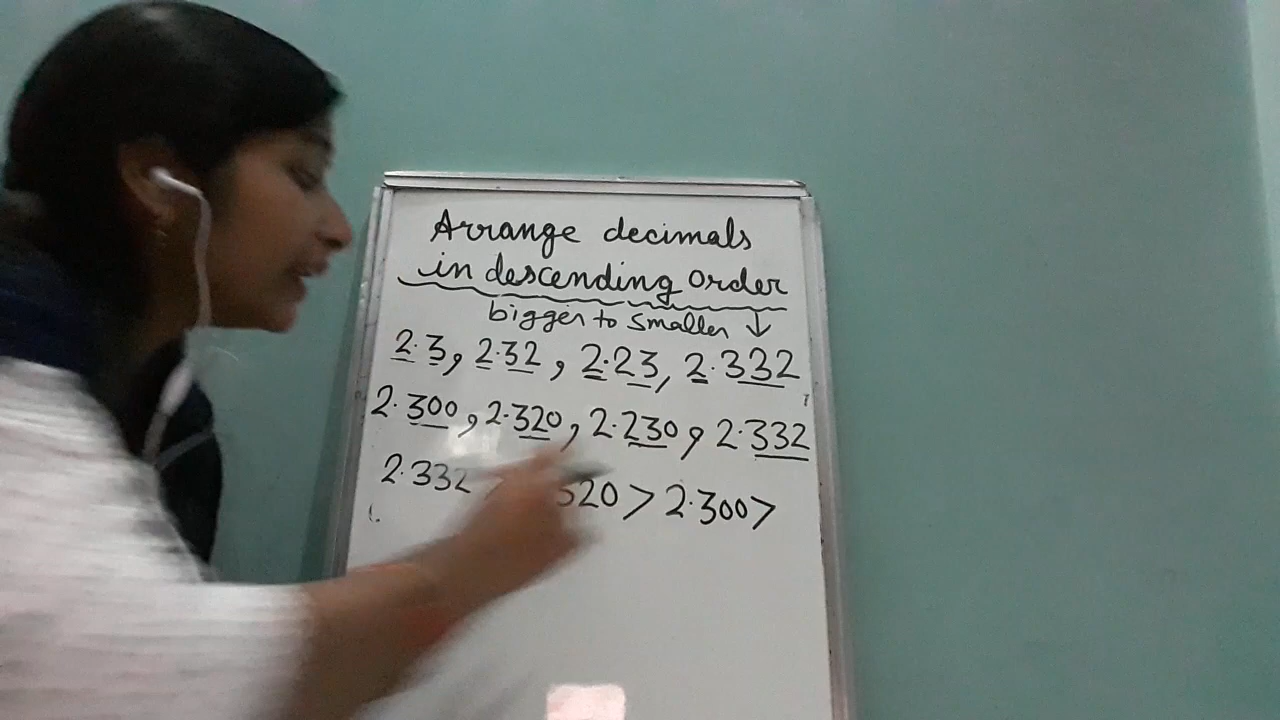 Arrange decimals
in descending order
bigger to smaller ↓
2.3, 2.32, 2.23, 2.332
2.300, 2.320, 2.230, 2.332
2.332 320 > 2.300 >